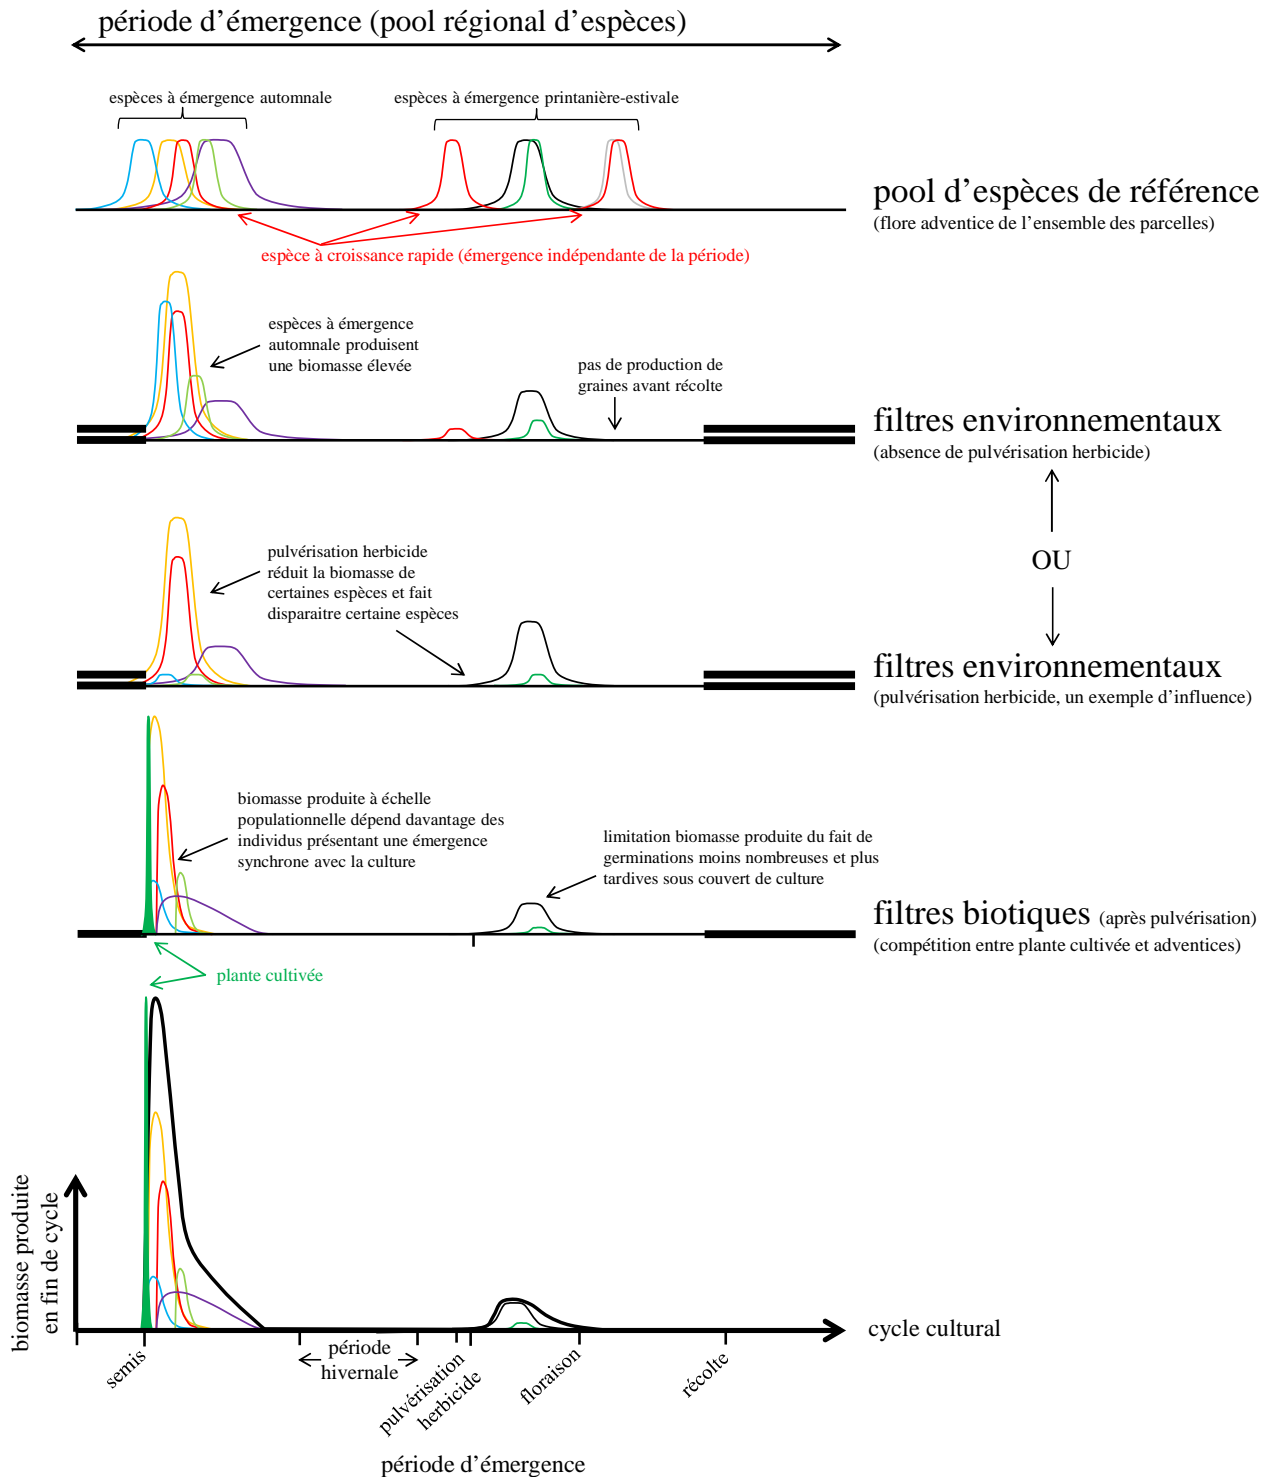 période d’émergence (pool régional d’espèces)
espèces à émergence automnale
espèces à émergence printanière-estivale
pool d’espèces de référence
(flore adventice de l’ensemble des parcelles)
espèce à croissance rapide (émergence indépendante de la période)
espèces à émergence
automnale produisent
une biomasse élevée
pas de production de
graines avant récolte
filtres environnementaux
(absence de pulvérisation herbicide)
OU
pulvérisation herbicide
réduit la biomasse de
certaines espèces et fait
disparaitre certaine espèces
filtres environnementaux
(pulvérisation herbicide, un exemple d’influence)
biomasse produite à échelle
populationnelle dépend davantage des
individus présentant une émergence
synchrone avec la culture
limitation biomasse produite du fait de
germinations moins nombreuses et plus
tardives sous couvert de culture
filtres biotiques (après pulvérisation)
(compétition entre plante cultivée et adventices)
plante cultivée
biomasse produite
en fin de cycle
cycle cultural
semis
période
hivernale
pulvérisation
herbicide
floraison
récolte
période d’émergence